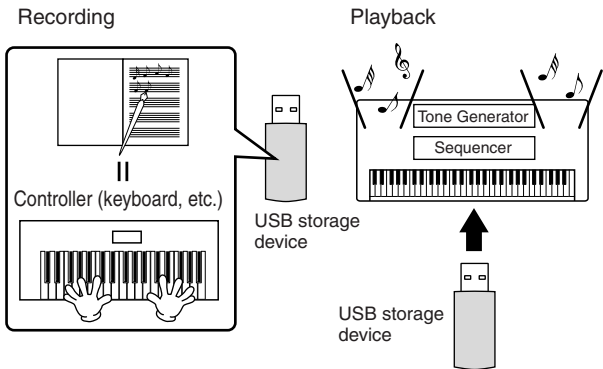 Recording
Controller (keyboard, etc.)
USB storage
device
Playback
Tone Generator
Sequencer
USB storage
device